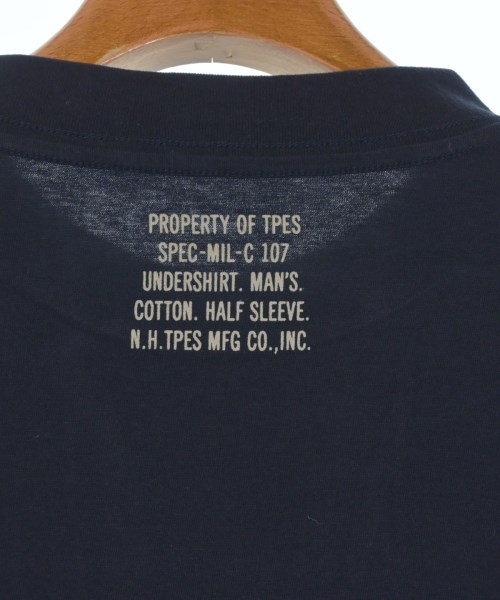 PROPERTY OF TPES
SPEC-MIL-C 107
UNDERSHIRT. MAN'S.
COTTON. HALF SLEEVE.
N.H.TPES MFG CO.,INC.